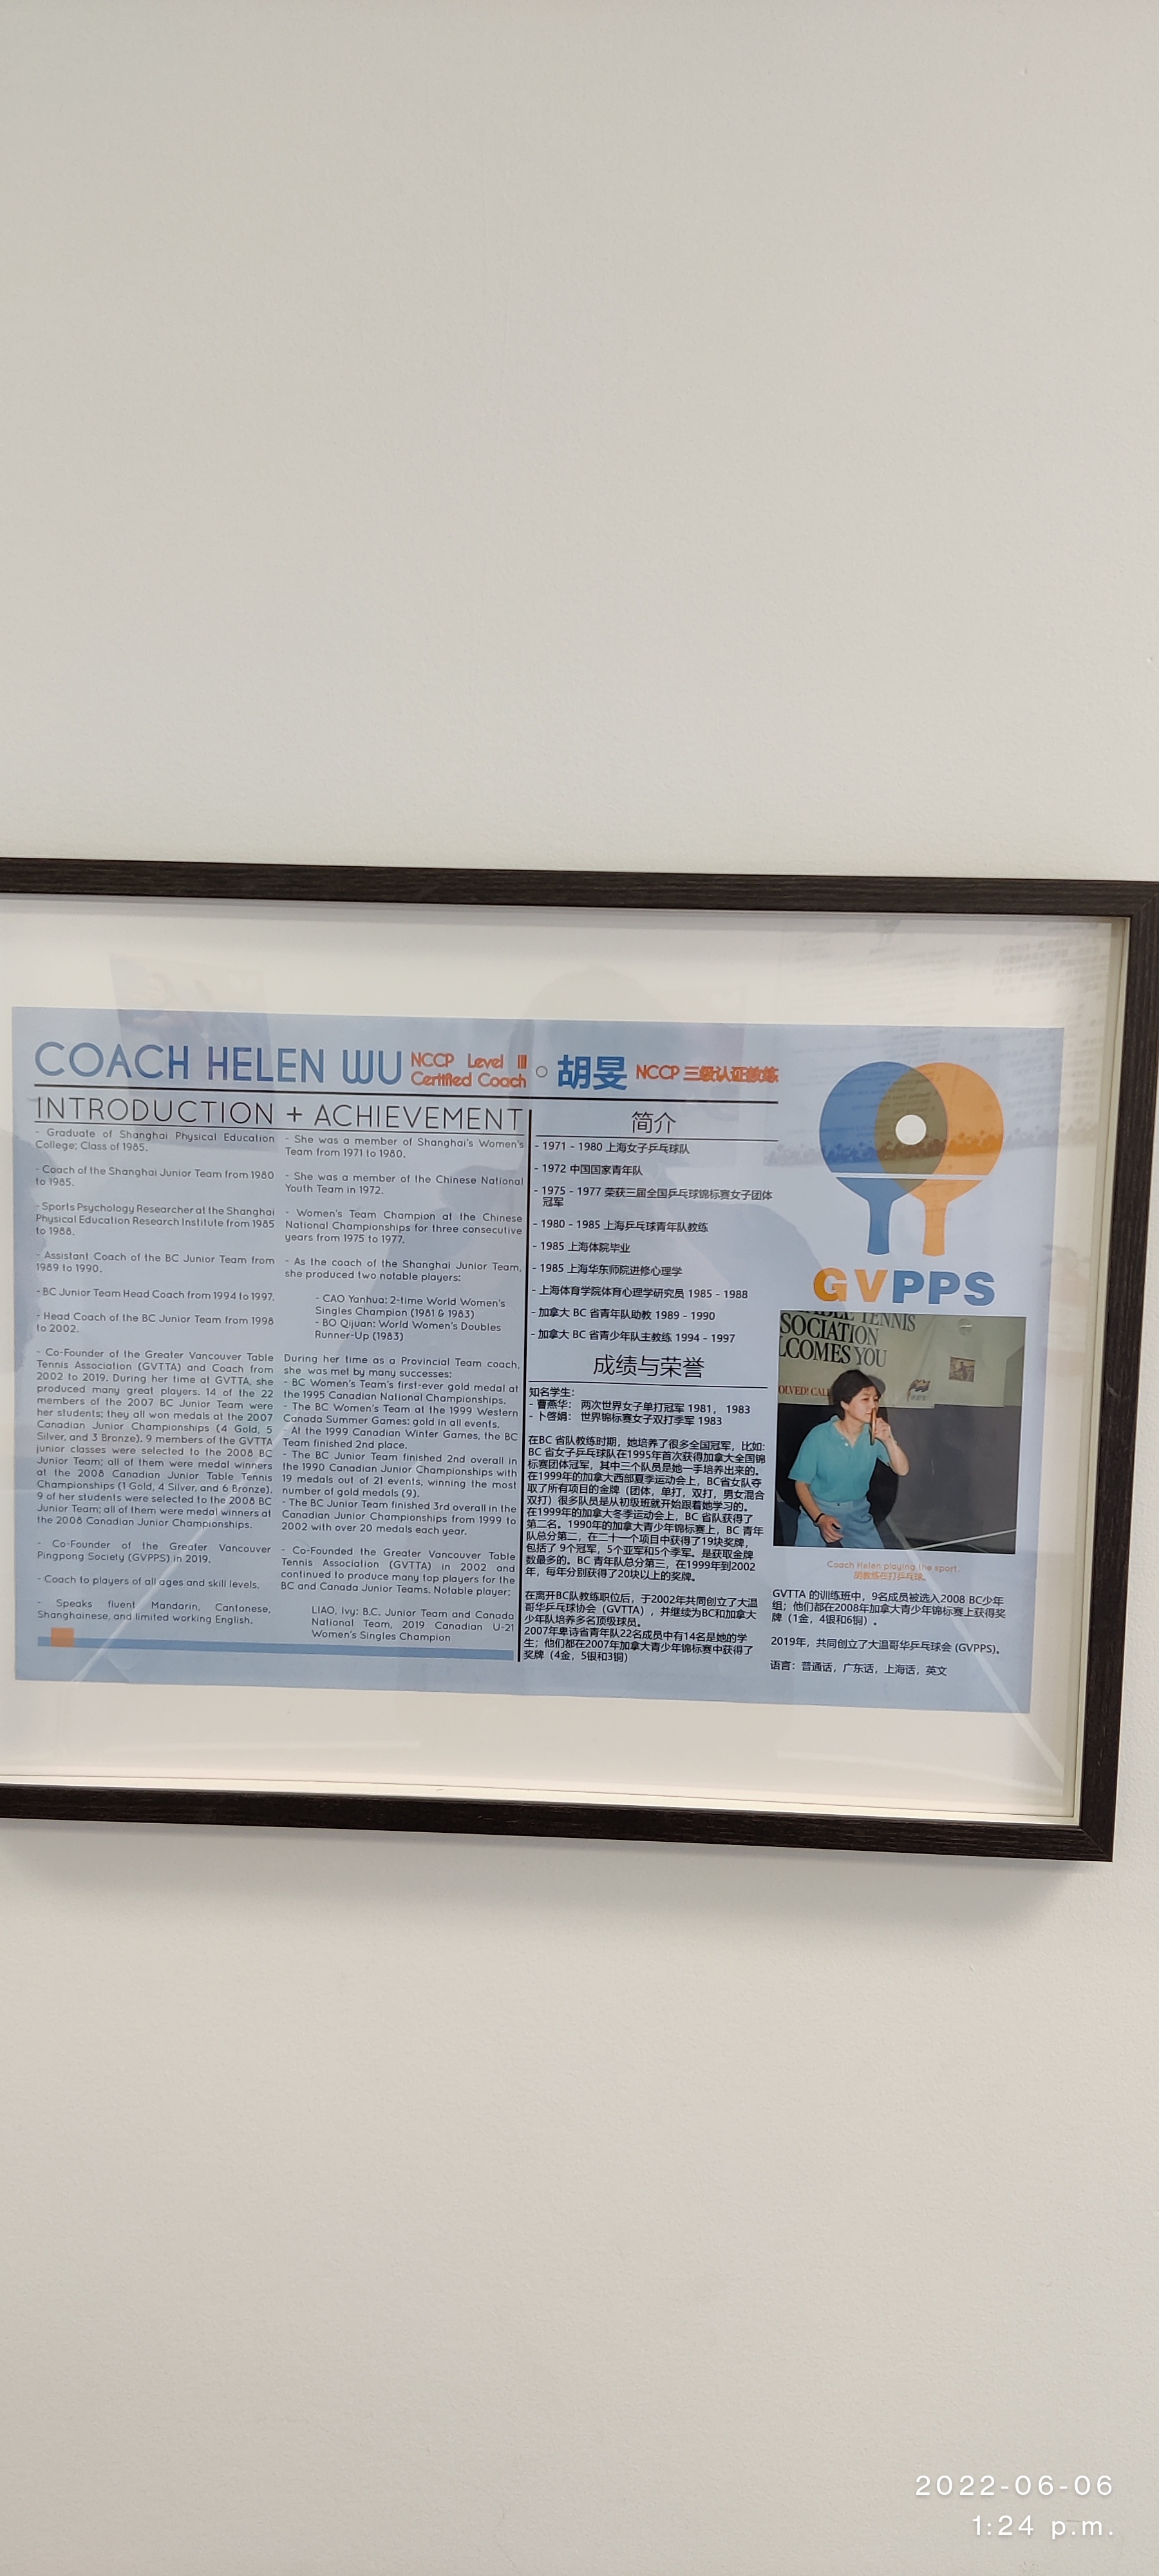 COACH HELEN WU
NCCP Level III
Certified Coach
胡旻
NCCP 三级认证教练
INTRODUCTION + ACHIEVEMENT
- Graduate of Shanghai Physical Education
College; Class of 1985.
- Coach of the Shanghai Junior Team from 1980
to 1985.
- Sports Psychology Researcher at the Shanghai
Physical Education Research Institute from 1985
to 1988.
- Assistant Coach of the BC Junior Team from
1989 to 1990.
- BC Junior Team Head Coach from 1994 to 1997.
- Head Coach of the BC Junior Team from 1998
to 2002.
- Co-Founder of the Greater Vancouver Table
Tennis Association (GVTTA) and Coach from
2002 to 2019. During her time at GVTTA, she
produced many great players. 14 of the 22
members of the 2007 BC Junior Team were
her students; they all won medals at the 2007
Canadian Junior Championships (4 Gold, 5
Silver, and 3 Bronze). 9 members of the GVTTA
junior classes were selected to the 2008 BC
Junior Team; all of them were medal winners
at the 2008 Canadian Junior Table Tennis
Championships (1 Gold, 4 Silver, and 6 Bronze).
9 of her students were selected to the 2008 BC
Junior Team; all of them were medal winners at
the 2008 Canadian Junior Championships.
- Co-Founder of the Greater Vancouver
Pingpong Society (GVPPS) in 2019.
- Coach to players of all ages and skill levels.
- Speaks fluent Mandarin, Cantonese,
Shanghainese, and limited working English.
- She was a member of Shanghai's Women's
Team from 1971 to 1980.
- She was a member of the Chinese National
Youth Team in 1972.
- Women's Team Champion at the Chinese
National Championships for three consecutive
years from 1975 to 1977.
- As the coach of the Shanghai Junior Team,
she produced two notable players:
- CAO Yanhua: 2-time World Women's
Singles Champion (1981 & 1983)
- BO Qijuan: World Women's Doubles
Runner-Up (1983)
During her time as a Provincial Team coach,
she was met by many successes:
- BC Women's Team's first-ever gold medal at
the 1995 Canadian National Championships.
- The BC Women's Team at the 1999 Western
Canada Summer Games: gold in all events.
- At the 1999 Canadian Winter Games, the BC
Team finished 2nd place.
- The BC Junior Team finished 2nd overall in
the 1990 Canadian Junior Championships with
19 medals out of 21 events, winning the most
number of gold medals (9).
- The BC Junior Team finished 3rd overall in the
Canadian Junior Championships from 1999 to
2002 with over 20 medals each year.
- Co-Founded the Greater Vancouver Table
Tennis Association (GVTTA) in 2002 and
continued to produce many top players for the
BC and Canada Junior Teams. Notable player:
LIAO, Ivy: B.C. Junior Team and Canada
National Team, 2019 Canadian U-21
Women's Singles Champion
简介
- 1971 - 1980 上海女子乒乓球队
- 1972 中国国家青年队
- 1975 - 1977 荣获三届全国乒乓球锦标赛女子团体
冠军
- 1980 - 1985 上海乒乓球青年队教练
- 1985 上海体院毕业
- 1985 上海华东师院进修心理学
- 上海体育学院体育心理学研究员 1985 - 1988
- 加拿大 BC 省青年队助教 1989 - 1990
- 加拿大 BC 省青少年队主教练 1994 - 1997
成绩与荣誉
知名学生：
- 曹燕华： 两次世界女子单打冠军 1981， 1983
- 卜啓娟： 世界锦标赛女子双打季军 1983
在BC 省队教练时期，她培养了很多全国冠军，比如:
BC 省女子乒乓球队在1995年首次获得加拿大全国锦
标赛团体冠军，其中三个队员是她一手培养出来的。
在1999年的加拿大西部夏季运动会上，BC省女队夺
取了所有项目的金牌（团体，单打，双打，男女混合
双打）很多队员是从初级班就开始跟着她学习的。
在1999年的加拿大冬季运动会上，BC 省队获得了
第二名。1990年的加拿大青少年锦标赛上，BC 青年
队总分第二，在二十一个项目中获得了19块奖牌，
包括了 9个冠军，5个亚军和5个季军。是获取金牌
数最多的。BC 青年队总分第三，在1999年到2002
年，每年分别获得了20块以上的奖牌。
在离开BC队教练职位后，于2002年共同创立了大温
哥华乒乓球协会（GVTTA），并继续为BC和加拿大
少年队培养多名顶级球员。
2007年卑诗省青年队22名成员中有14名是她的学
生；他们都在2007年加拿大青少年锦标赛中获得了
奖牌（4金，5银和3铜）
GVPPS
TENNIS
SOCIATION
LCOMES YOU
OLVED! CAL
Coach Helen playing the sport.
胡教练在打乒乓球。
GVTTA 的训练班中，9名成员被选入2008 BC少年
组；他们都在2008年加拿大青少年锦标赛上获得奖
牌（1金，4银和6铜）。
2019年，共同创立了大温哥华乒乓球会 (GVPPS)。
语言：普通话，广东话，上海话，英文
2022-06-06
1:24 p.m.